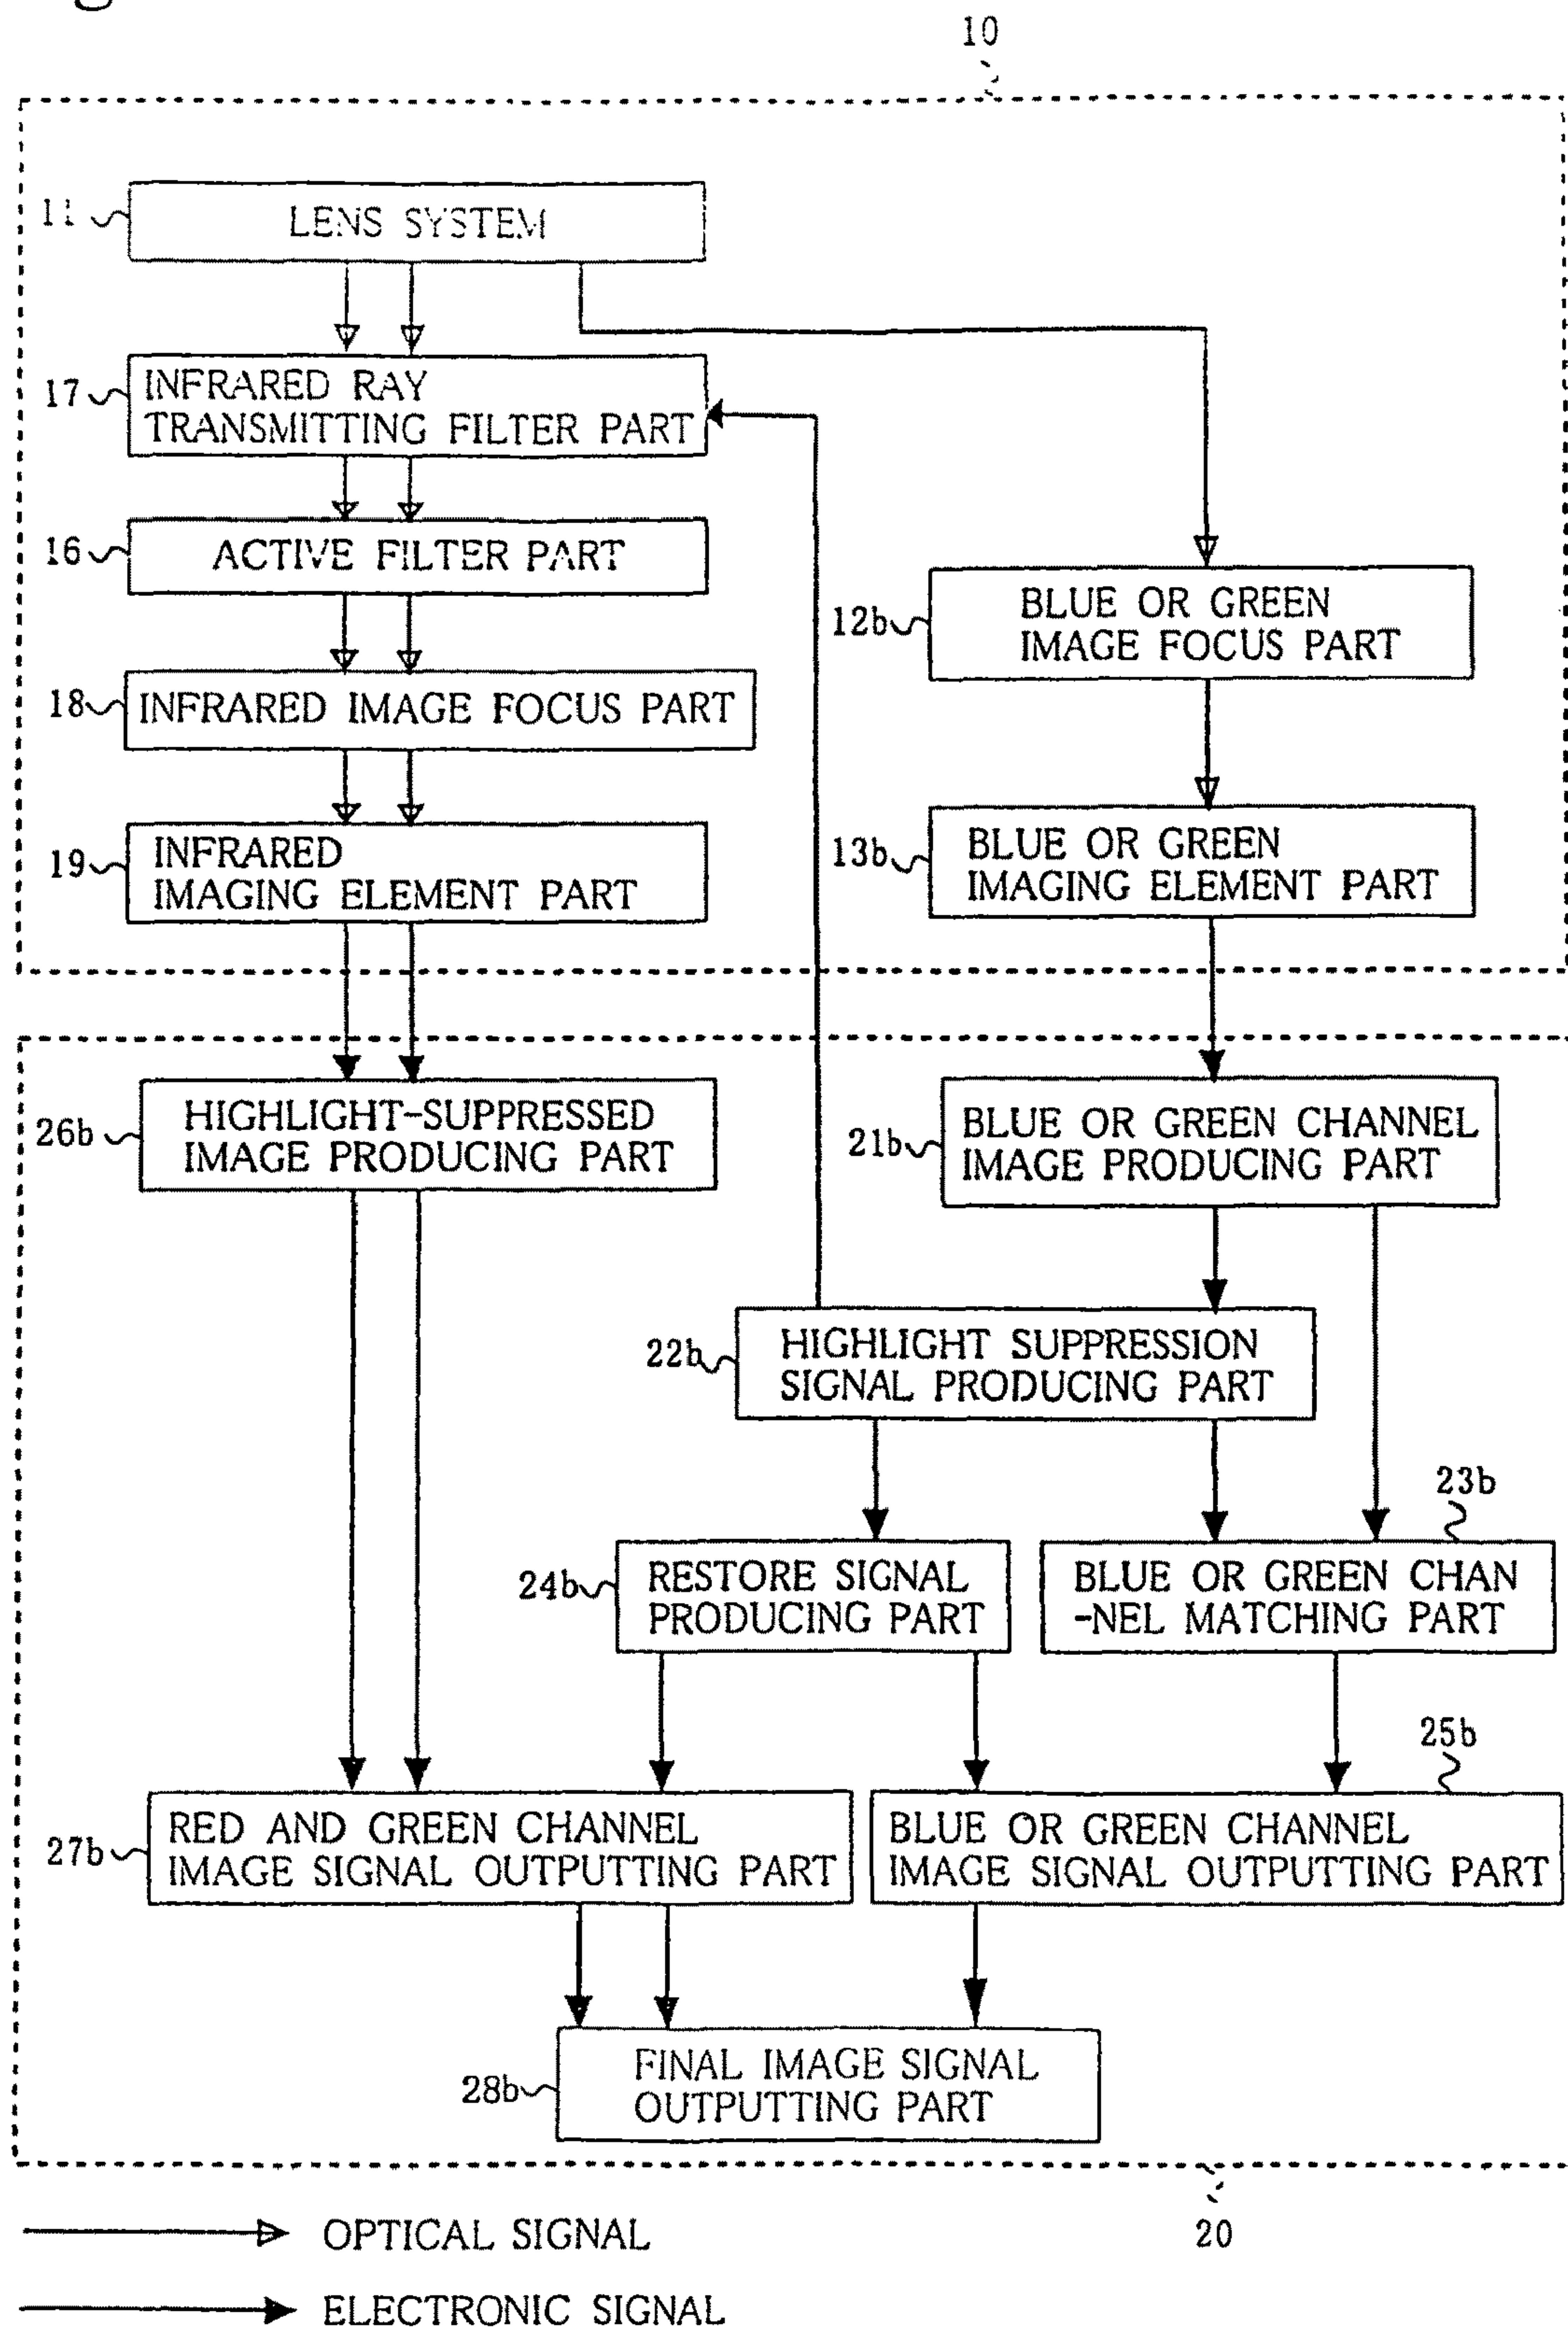 10
11 LENS SYSTEM
17 INFRARED RAY
TRANSMITTING FILTER PART
16 ACTIVE FILTER PART
12b BLUE OR GREEN
IMAGE FOCUS PART
18 INFRARED IMAGE FOCUS PART
19 INFRARED
IMAGING ELEMENT PART
13b BLUE OR GREEN
IMAGING ELEMENT PART
26b HIGHLIGHT-SUPPRESSED
IMAGE PRODUCING PART
21b BLUE OR GREEN CHANNEL
IMAGE PRODUCING PART
22b HIGHLIGHT SUPPRESSION
SIGNAL PRODUCING PART
23b
24b RESTORE SIGNAL
PRODUCING PART
BLUE OR GREEN CHAN
-NEL MATCHING PART
25b
27b RED AND GREEN CHANNEL
IMAGE SIGNAL OUTPUTTING PART
BLUE OR GREEN CHANNEL
IMAGE SIGNAL OUTPUTTING PART
28b FINAL IMAGE SIGNAL
OUTPUTTING PART
20
OPTICAL SIGNAL
ELECTRONIC SIGNAL